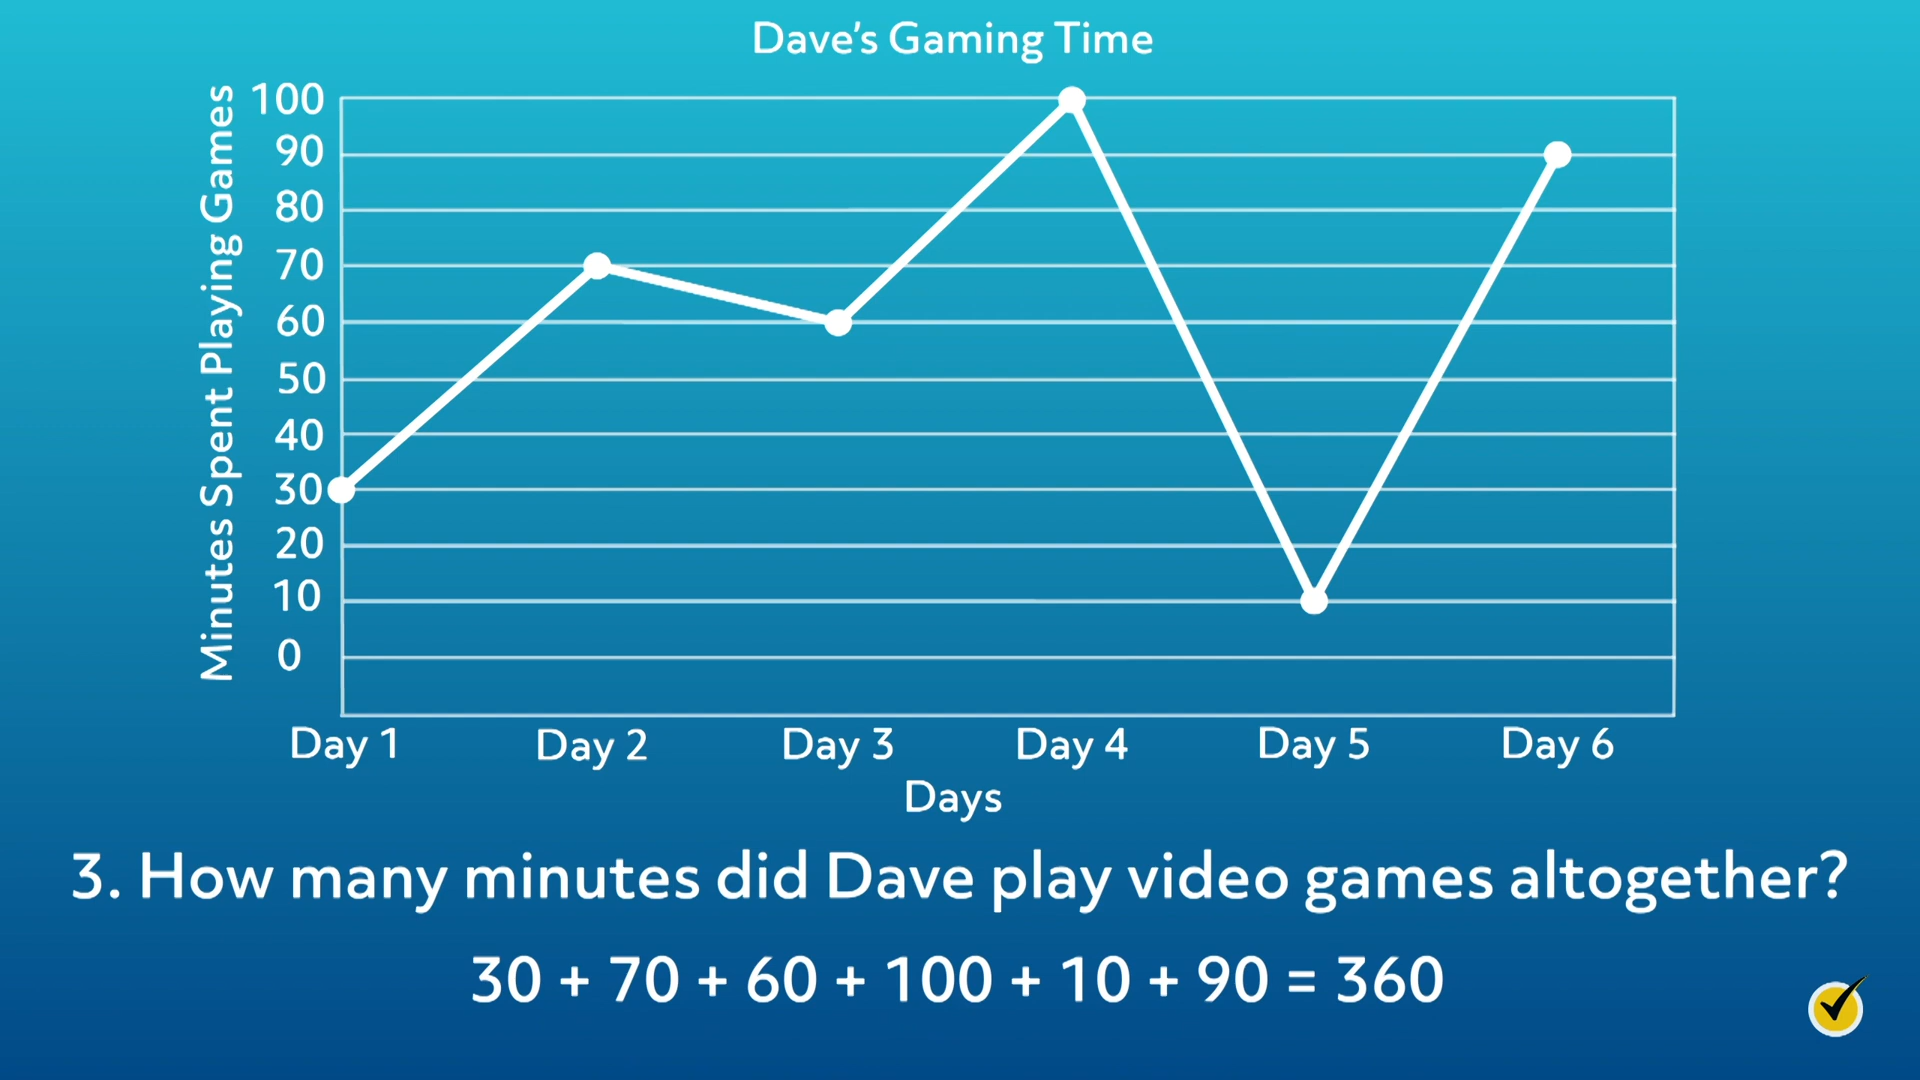 Dave's Gaming Time
Minutes Spent Playing Games
100
90
80
70
60
50
40
30
20
10
0
Day 1 Day 2 Day 3 Day 4 Day 5 Day 6
Days
3. How many minutes did Dave play video games altogether?
30 + 70 + 60 + 100 + 10 + 90 = 360